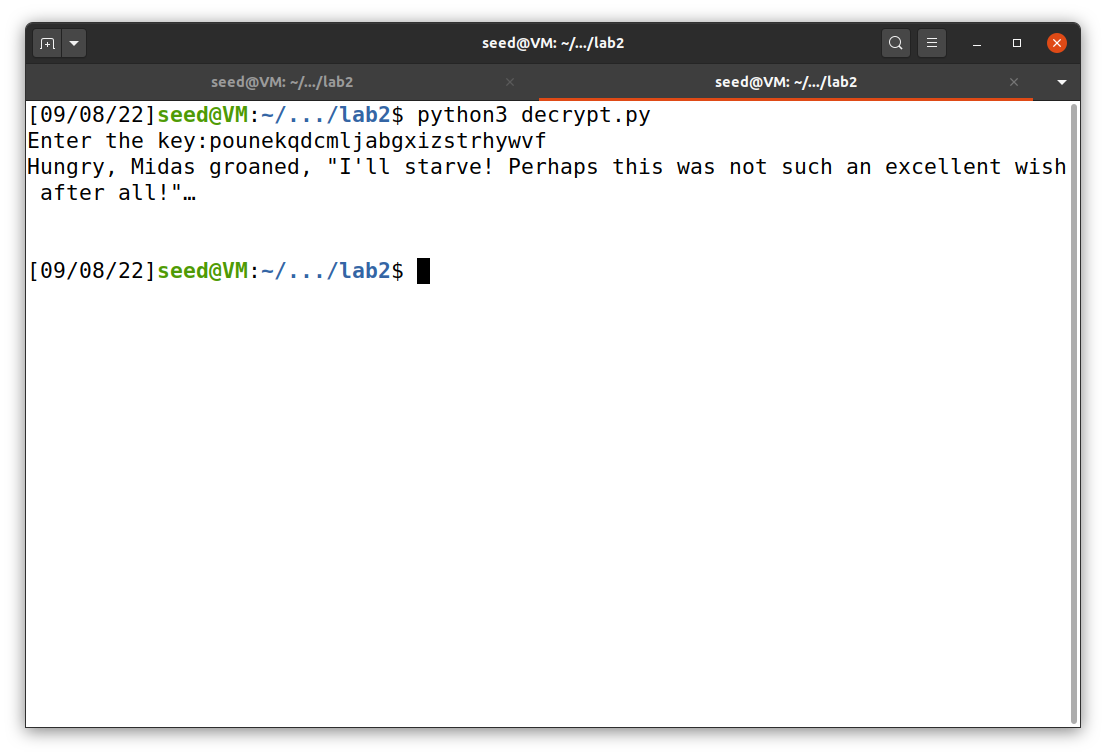 seed@VM: ~/.../lab2
seed@VM: ~/.../lab2
seed@VM: ~/.../lab2
[09/08/22]seed@VM:~/.../lab2$ python3 decrypt.py
Enter the key:pounekqdcmljabgxizstrhywvf
Hungry, Midas groaned, "I'll starve! Perhaps this was not such an excellent wish
after all!"…
[09/08/22]seed@VM:~/.../lab2$